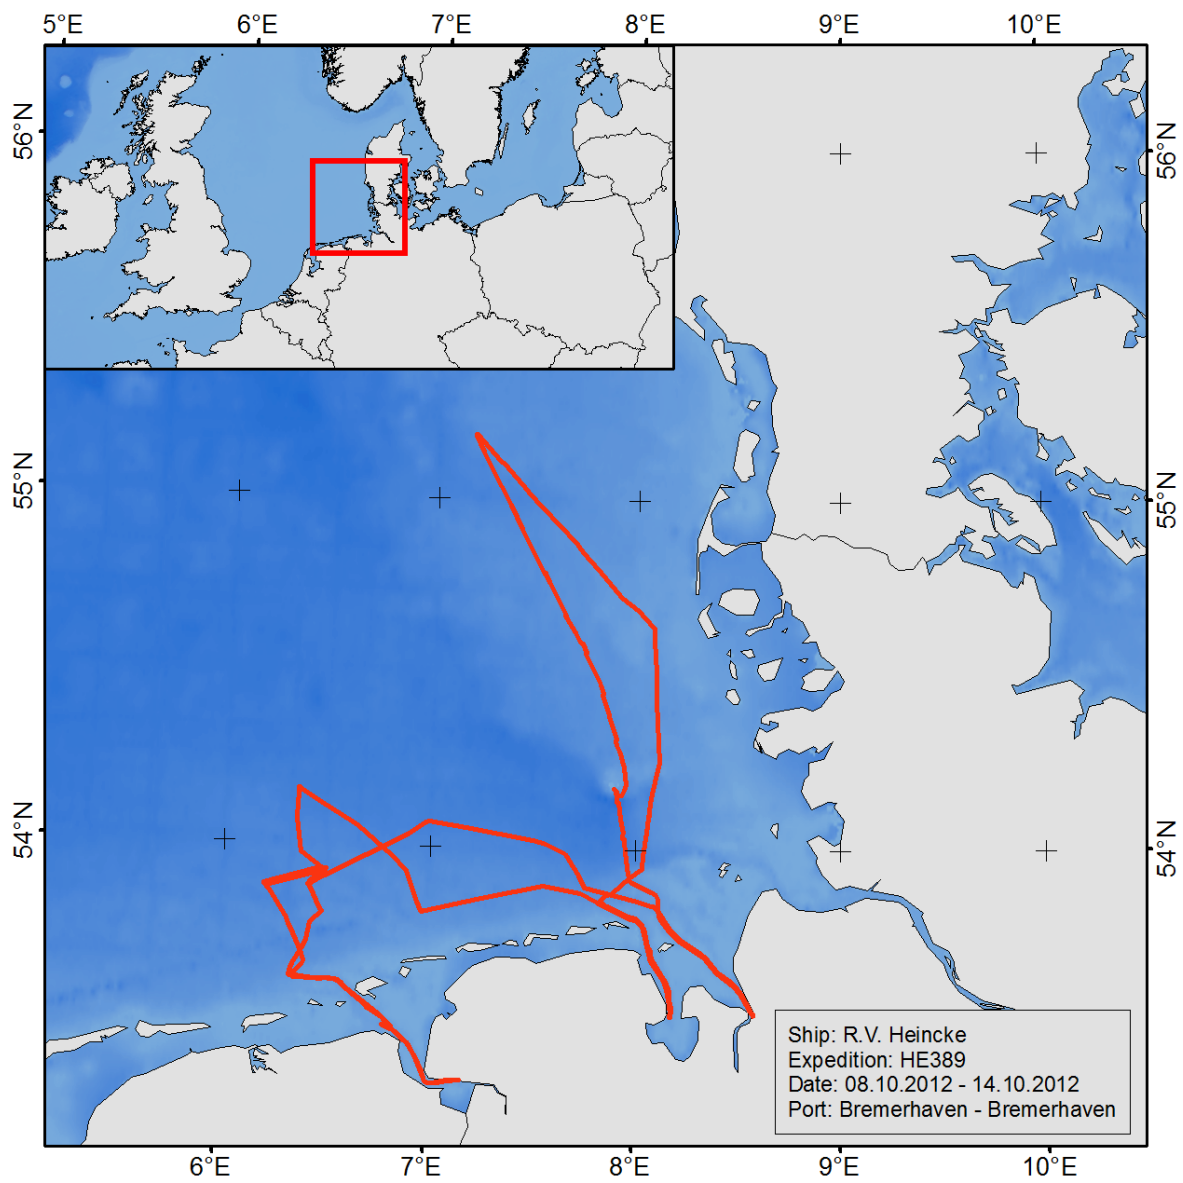 5°E 6°E 7°E 8°E 9°E 10°E
56°N 56°N
55°N 55°N
54°N 54°N
Ship: R.V. Heincke
Expedition: HE389
Date: 08.10.2012 - 14.10.2012
Port: Bremerhaven - Bremerhaven
6°E 7°E 8°E 9°E 10°E